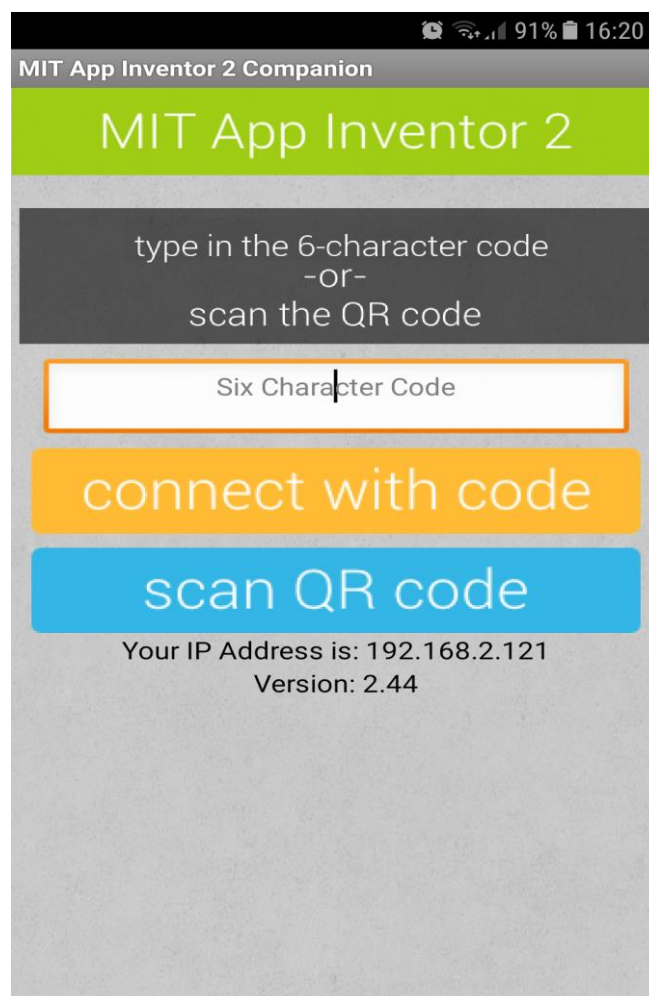 91% 16:20
MIT App Inventor 2 Companion
MIT App Inventor 2
type in the 6-character code
-or-
scan the QR code
Six Character Code
connect with code
scan QR code
Your IP Address is: 192.168.2.121
Version: 2.44